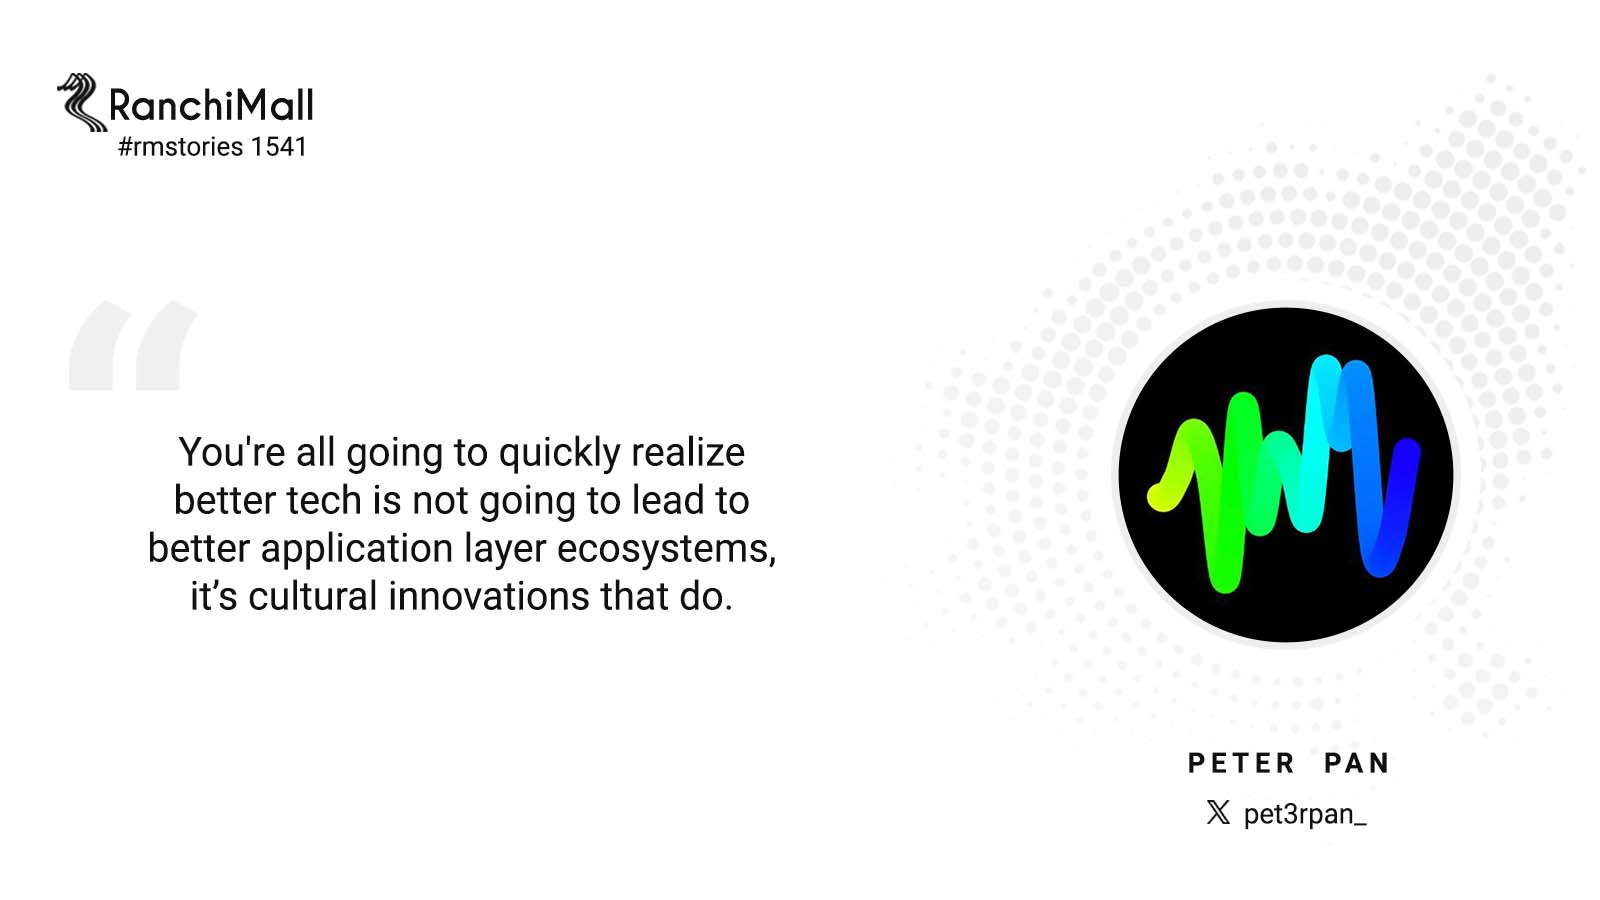 RanchiMall
#rmstories 1541
You're all going to quickly realize
better tech is not going to lead to
better application layer ecosystems,
it’s cultural innovations that do.
PETER PAN
𝕏 pet3rpan_